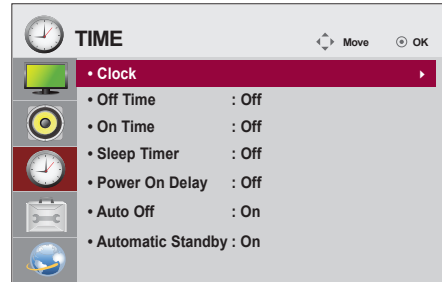 TIME
Move
OK
• Clock
• Off Time : Off
• On Time : Off
• Sleep Timer : Off
• Power On Delay : Off
• Auto Off : On
• Automatic Standby : On